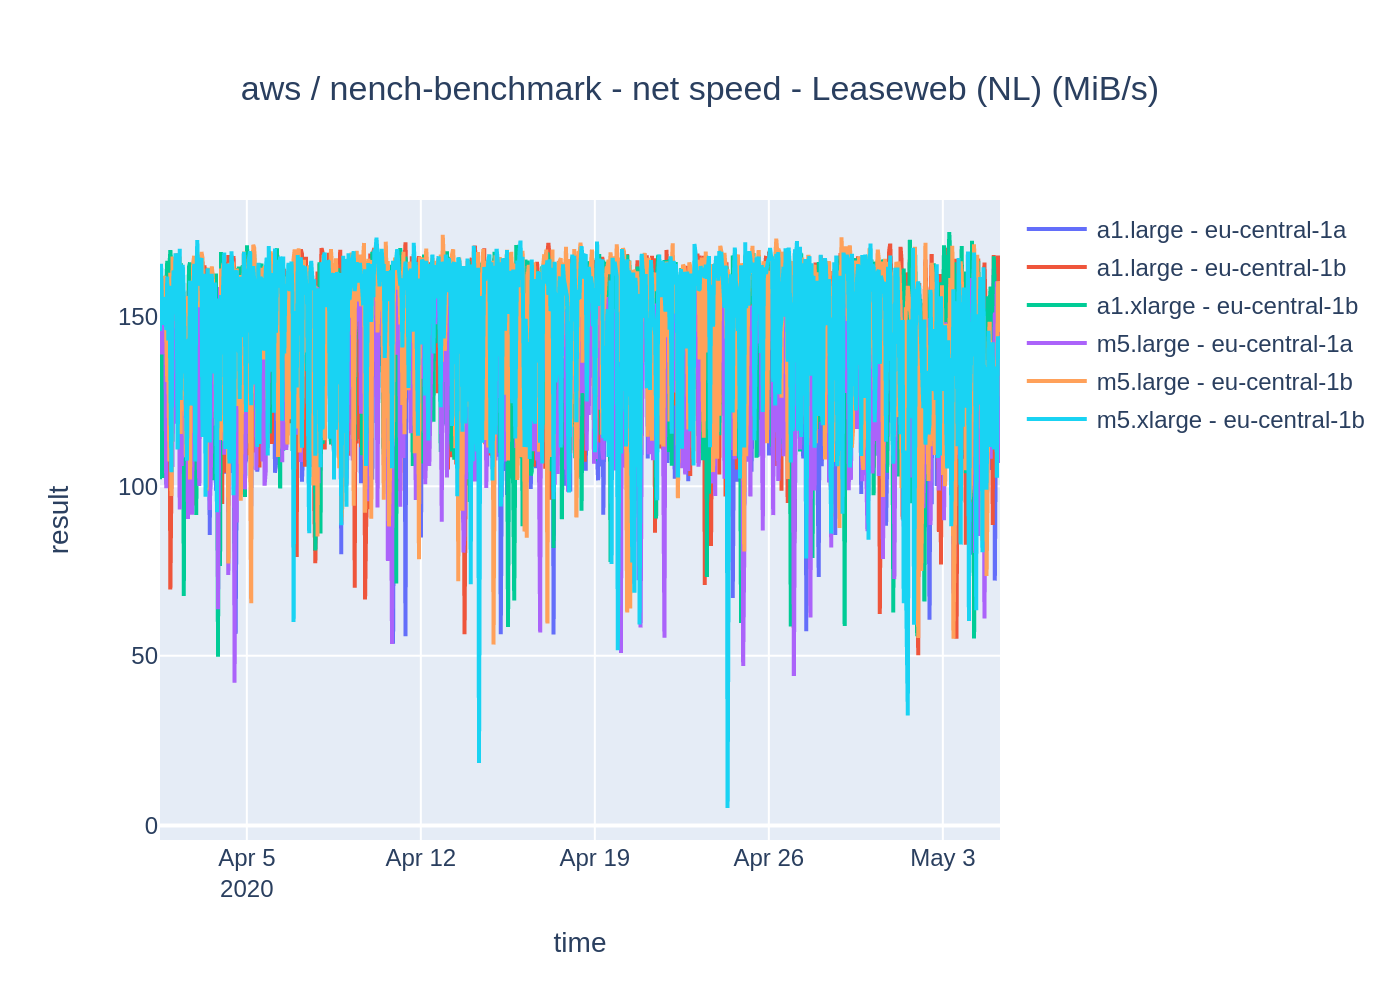 aws / nench-benchmark - net speed - Leaseweb (NL) (MiB/s)
a1.large - eu-central-1a
a1.large - eu-central-1b
a1.xlarge - eu-central-1b
m5.large - eu-central-1a
m5.large - eu-central-1b
m5.xlarge - eu-central-1b
150
100
50
0
result
Apr 5 Apr 12 Apr 19 Apr 26 May 3
2020
time